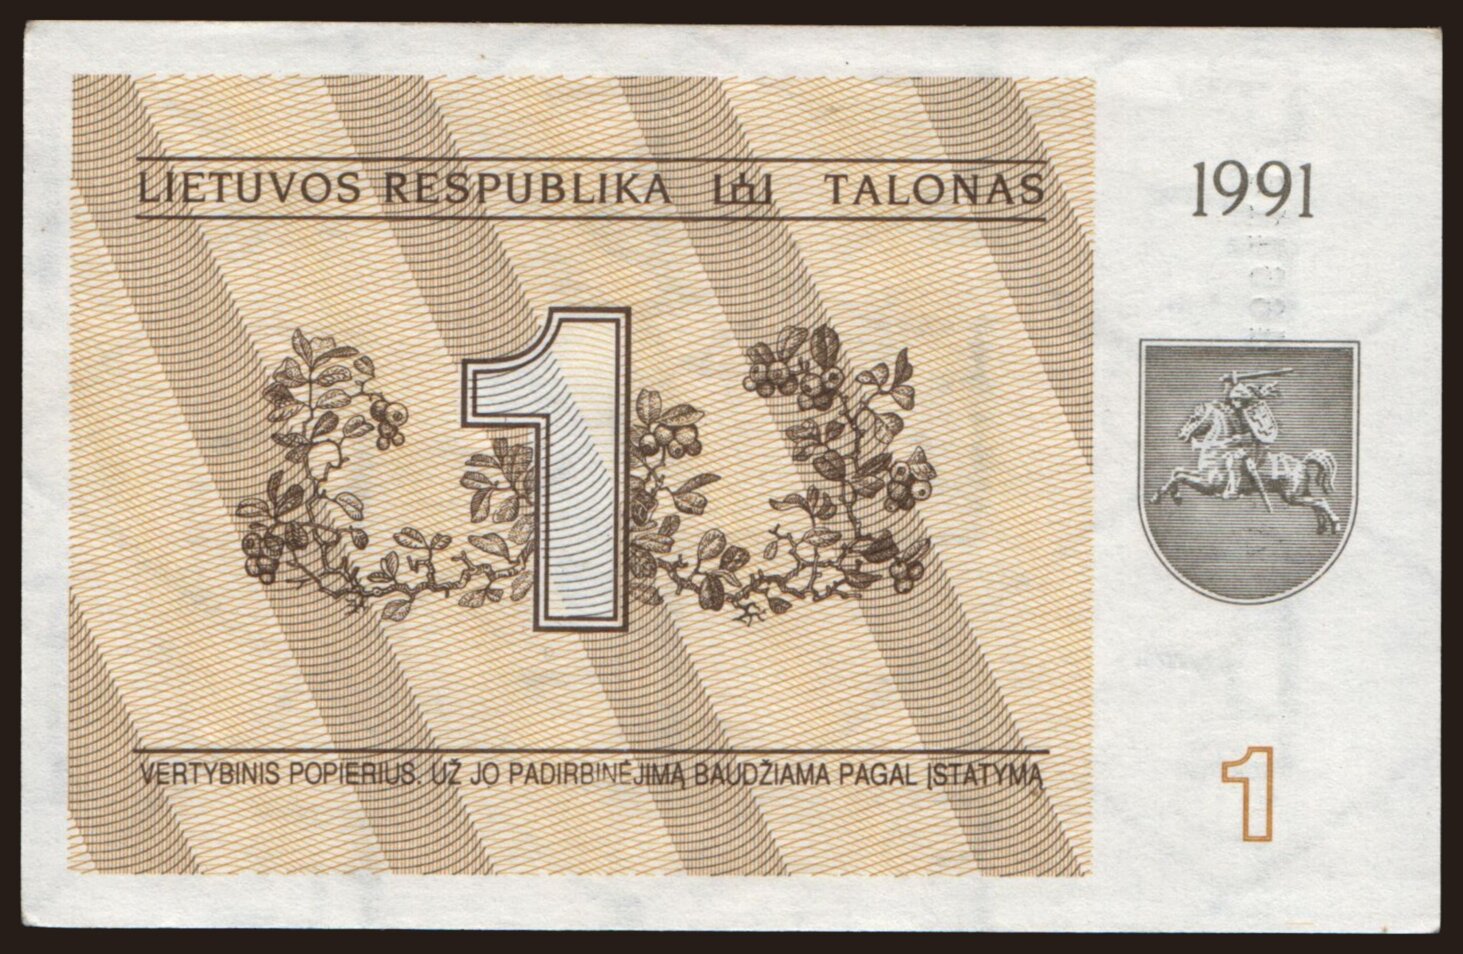 LIETUVOS RESPUBLIKA TALONAS
1991
1
VERTYBINIS POPIERIUS. UŽ JO PADIRBINĖJIMĄ BAUDŽIAMA PAGAL ĮSTATYMĄ
1